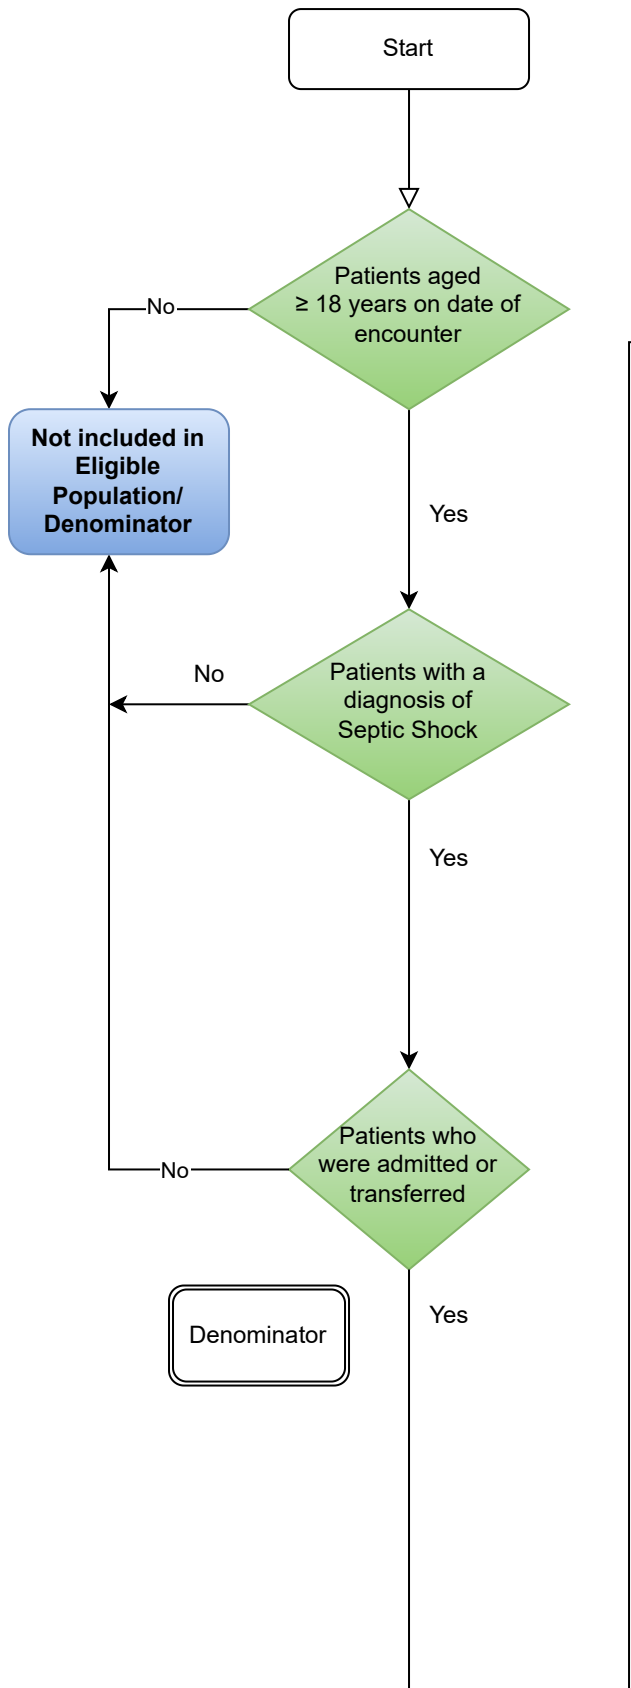 Start
Patients aged
≥ 18 years on date of
encounter
No
Not included in
Eligible
Population/
Denominator
Yes
No
Patients with a
diagnosis of
Septic Shock
Yes
Patients who
were admitted or
transferred
No
Yes
Denominator